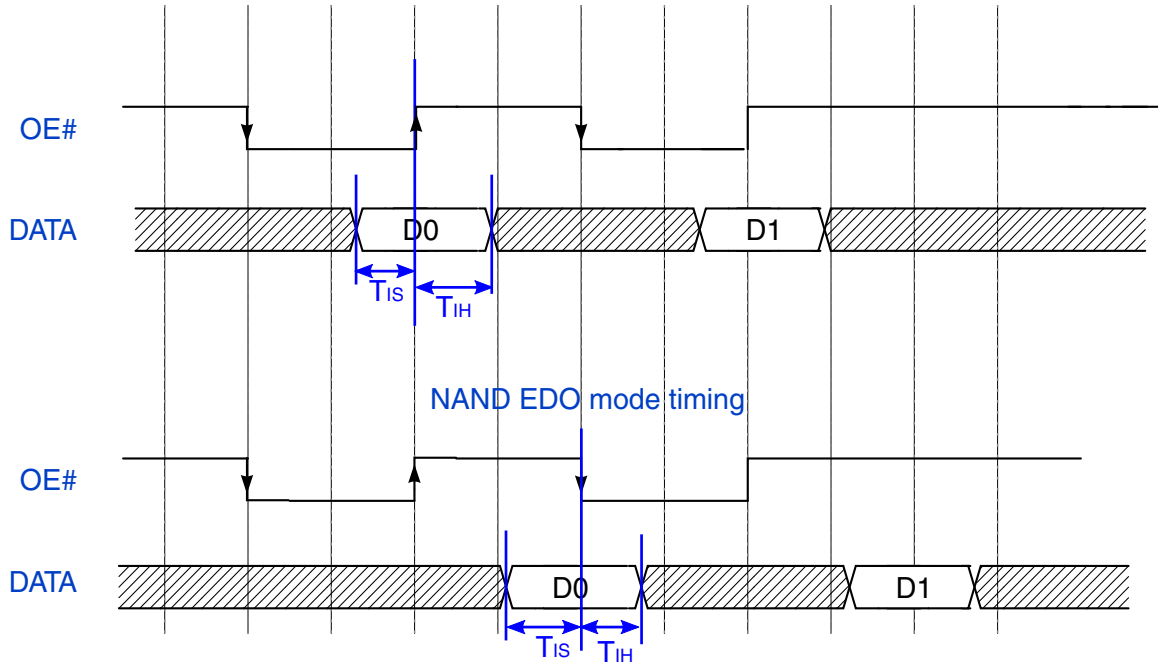 OE#
DATA
D0
D1
TIS
TIH
NAND EDO mode timing
OE#
DATA
D0
D1
TIS
TIH